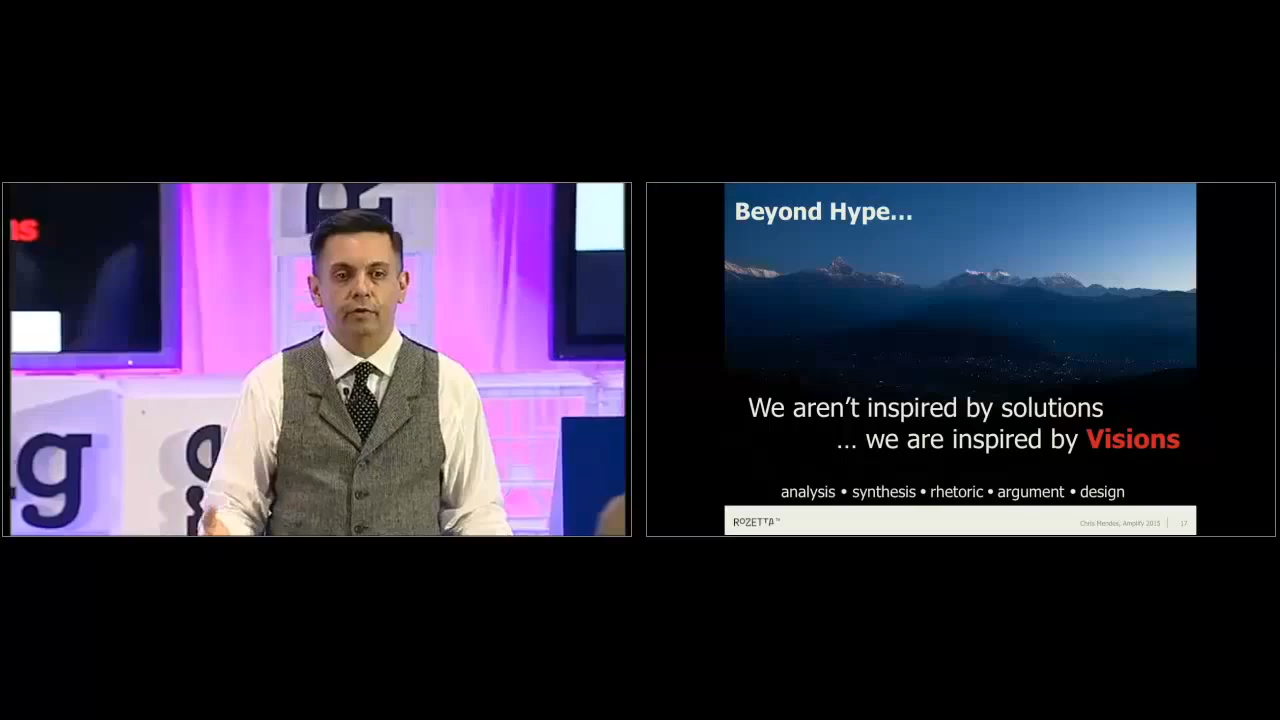 Beyond Hype...
We aren't inspired by solutions
... we are inspired by Visions
analysis • synthesis • rhetoric • argument • design
ROZETTA™
Chris Mendes, Amplify 2015 | 17